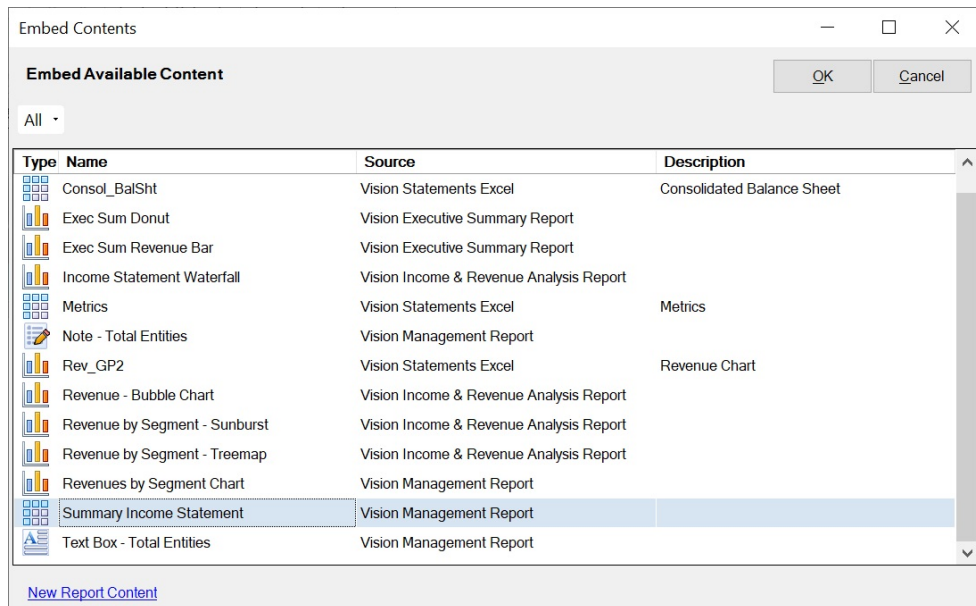 Embed Contents
Embed Available Content
OK Cancel
All
Type Name Source Description
Consol_BalSht Vision Statements Excel Consolidated Balance Sheet
Exec Sum Donut Vision Executive Summary Report
Exec Sum Revenue Bar Vision Executive Summary Report
Income Statement Waterfall Vision Income & Revenue Analysis Report
Metrics Vision Statements Excel Metrics
Note - Total Entities Vision Management Report
Rev_GP2 Vision Statements Excel Revenue Chart
Revenue - Bubble Chart Vision Income & Revenue Analysis Report
Revenue by Segment - Sunburst Vision Income & Revenue Analysis Report
Revenue by Segment - Treemap Vision Income & Revenue Analysis Report
Revenues by Segment Chart Vision Management Report
Summary Income Statement Vision Management Report
Text Box - Total Entities Vision Management Report
New Report Content